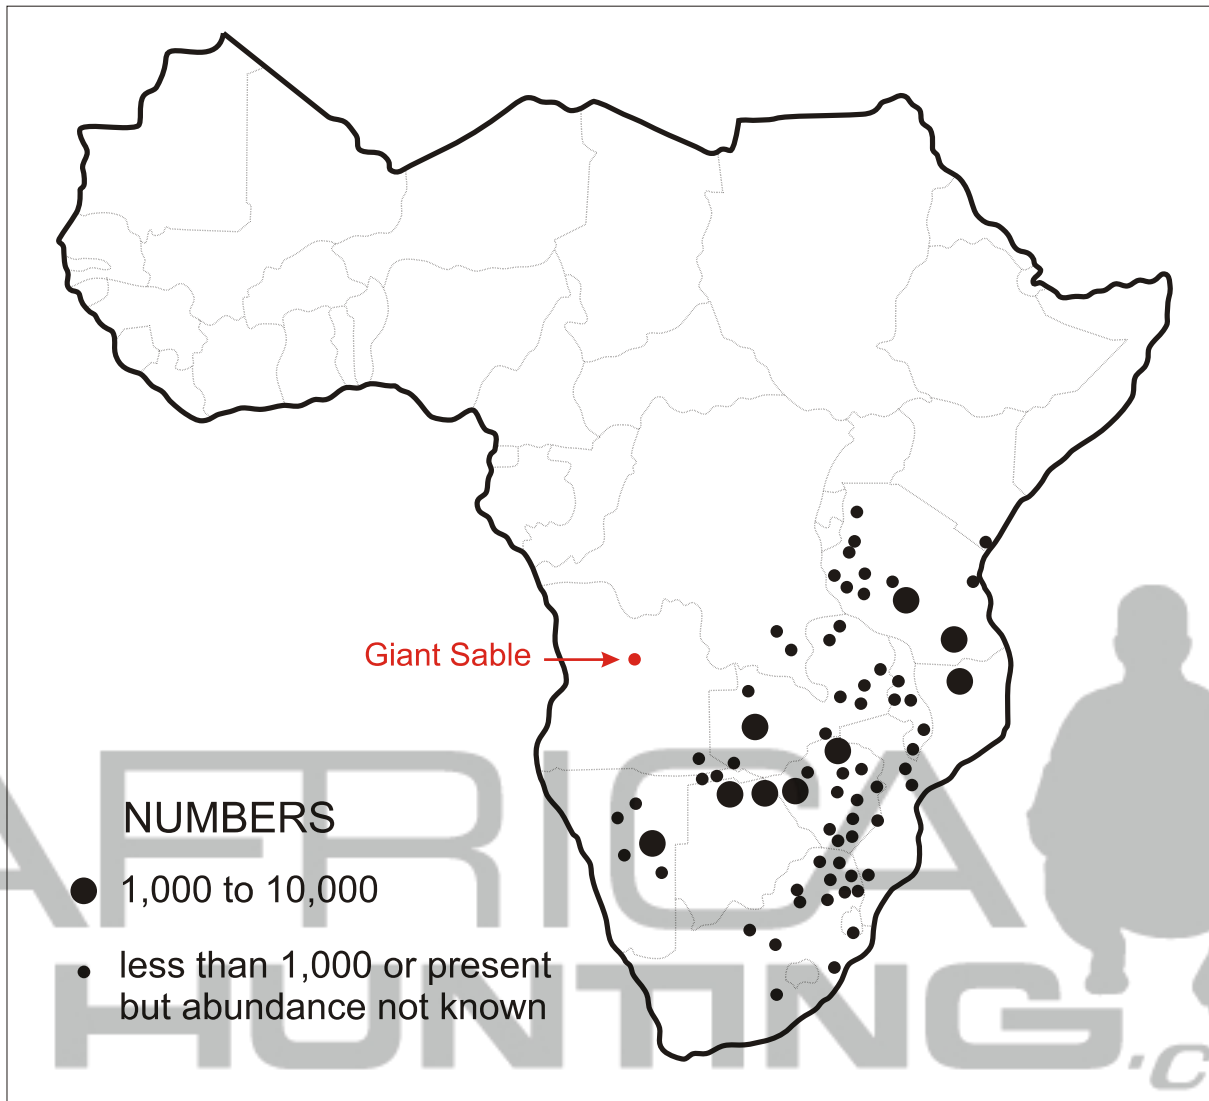 Giant Sable
NUMBERS
1,000 to 10,000
less than 1,000 or present
but abundance not known
AFRICA
HUNTING.c